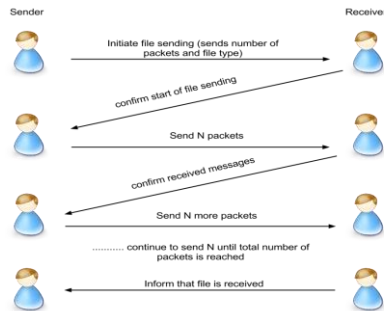 Sender
Receive
Initiate file sending (sends number of
packets and file type)
confirm start of file sending
Send N packets
confirm received messages
Send N more packets
........... continue to send N until total number of
packets is reached
Inform that file is received